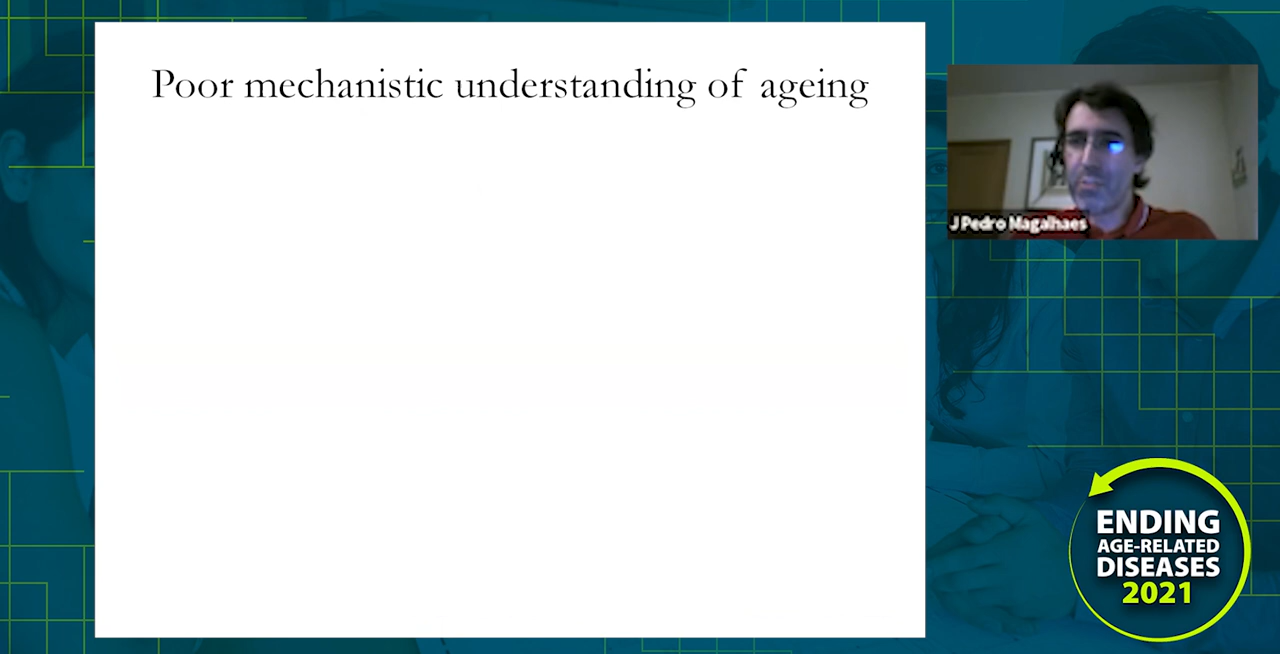 Poor mechanistic understanding of ageing
J Pedro Magalhaes
ENDING
AGE-RELATED
DISEASES
2021